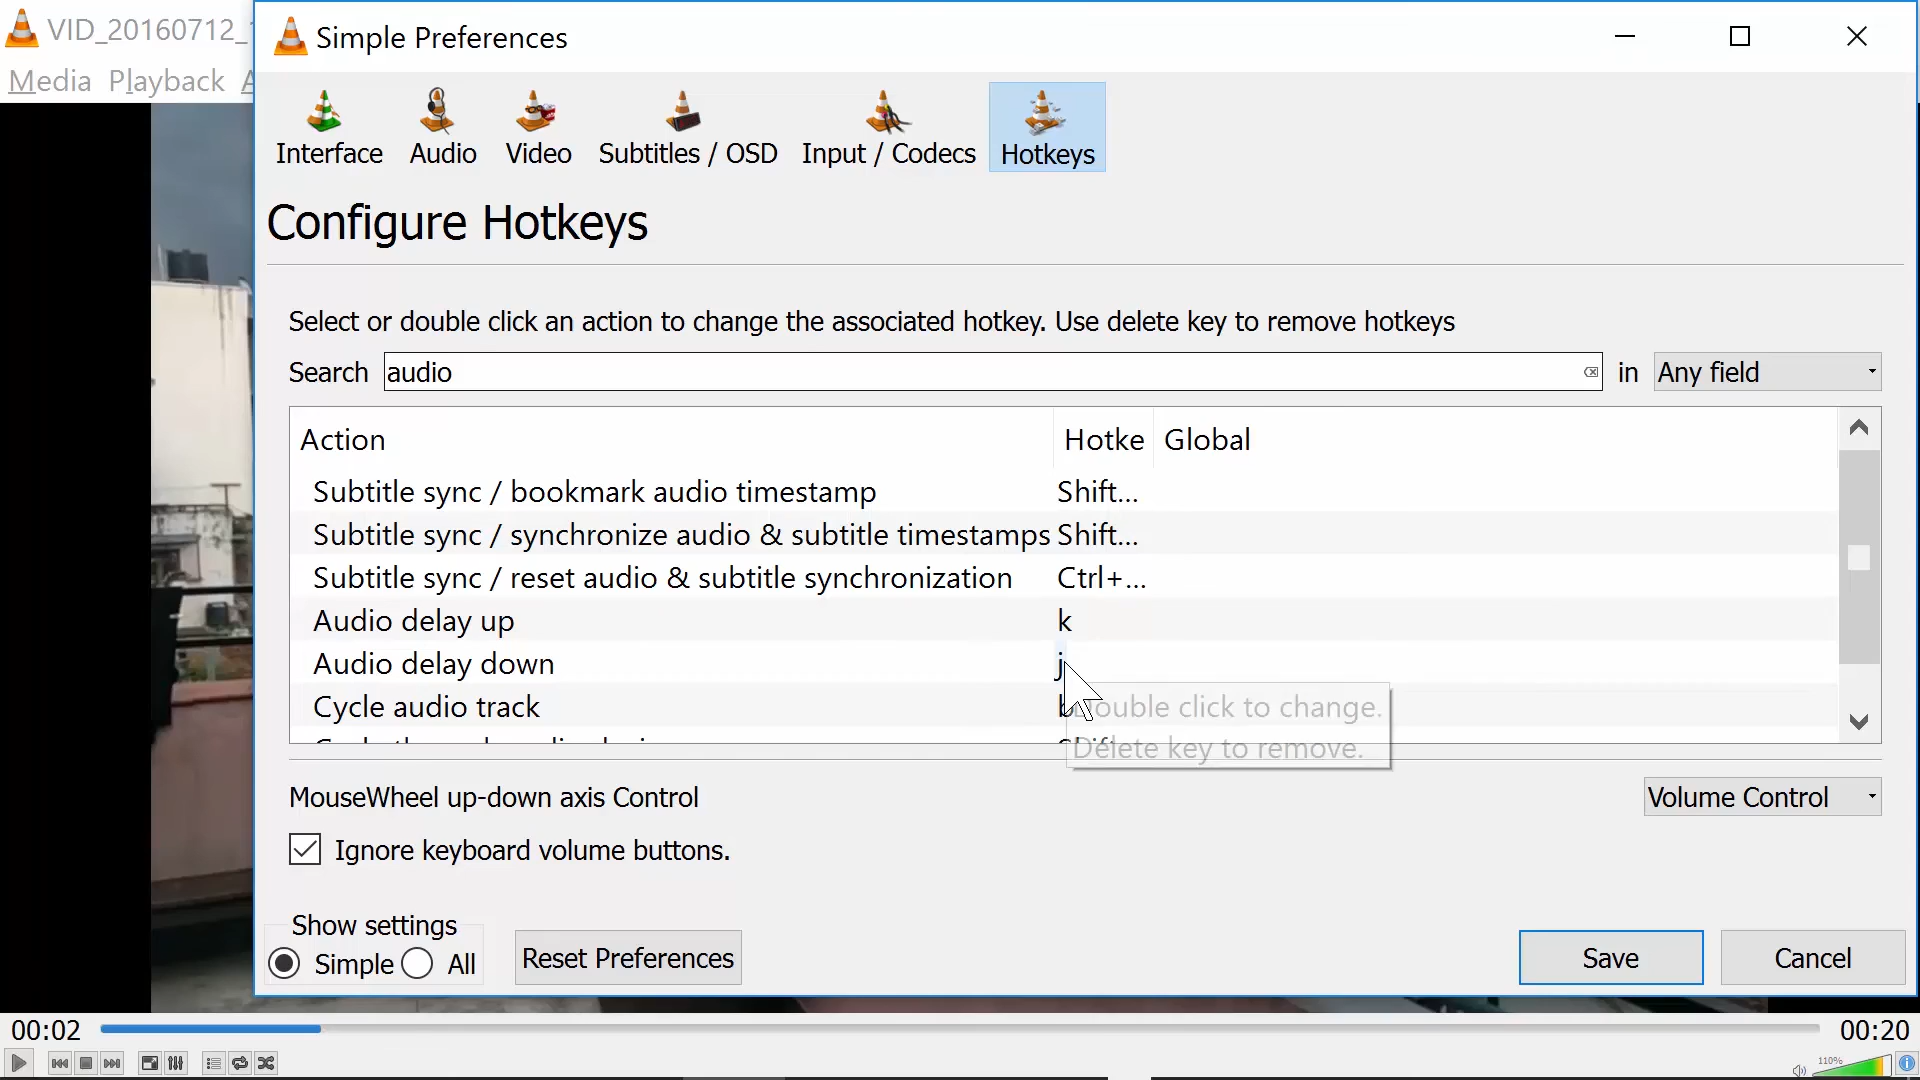 VID_20160712_
Simple Preferences
Media Playback A
Interface Audio Video Subtitles / OSD Input / Codecs Hotkeys
Configure Hotkeys
Select or double click an action to change the associated hotkey. Use delete key to remove hotkeys
Search audio in Any field
Action Hotke Global
Subtitle sync / bookmark audio timestamp Shift...
Subtitle sync / synchronize audio & subtitle timestamps Shift...
Subtitle sync / reset audio & subtitle synchronization Ctrl+...
Audio delay up k
Audio delay down j
Cycle audio track b
Double click to change.
Delete key to remove.
MouseWheel up-down axis Control Volume Control
Ignore keyboard volume buttons.
Show settings
Simple All Reset Preferences Save Cancel
00:02 00:20
110%